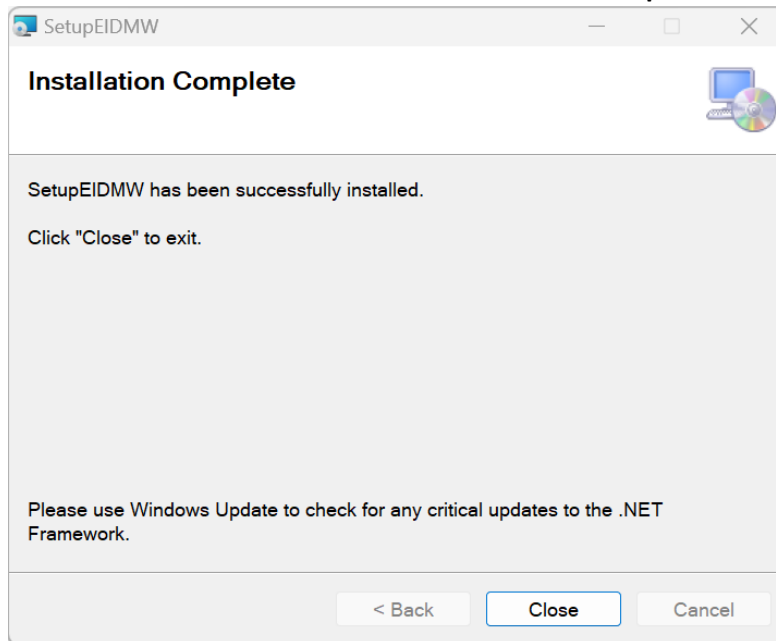 SetupEIDMW
Installation Complete
SetupEIDMW has been successfully installed.
Click "Close" to exit.
Please use Windows Update to check for any critical updates to the .NET
Framework.
< Back
Close
Cancel